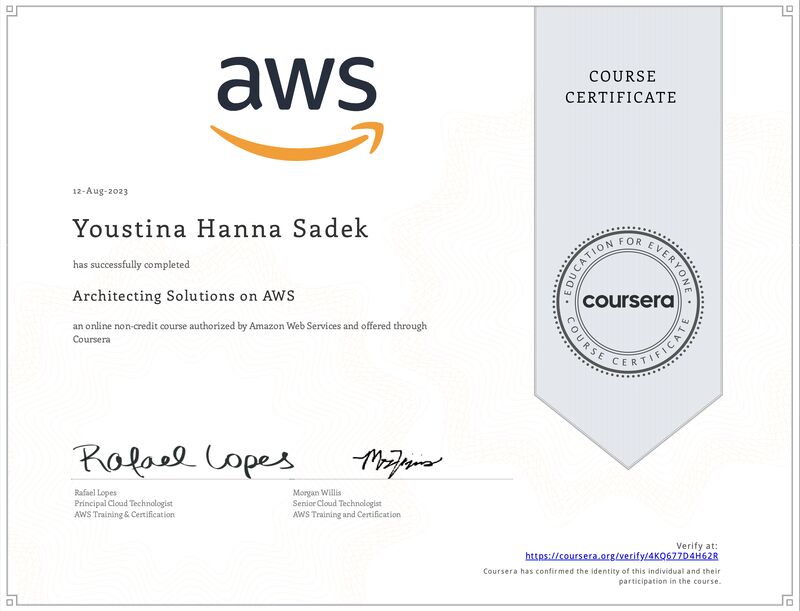 aws
COURSE
CERTIFICATE
12-Aug-2023
Youstina Hanna Sadek
has successfully completed
Architecting Solutions on AWS
an online non-credit course authorized by Amazon Web Services and offered through
Coursera
EDUCATION FOR EVERYONE
coursera
COURSE CERTIFICATE
Rafael Lopes
Rafael Lopes
Principal Cloud Technologist
AWS Training & Certification
Morgan Willis
Senior Cloud Technologist
AWS Training and Certification
Verify at:
https://coursera.org/verify/4KQ677D4H62R
Coursera has confirmed the identity of this individual and their
participation in the course.